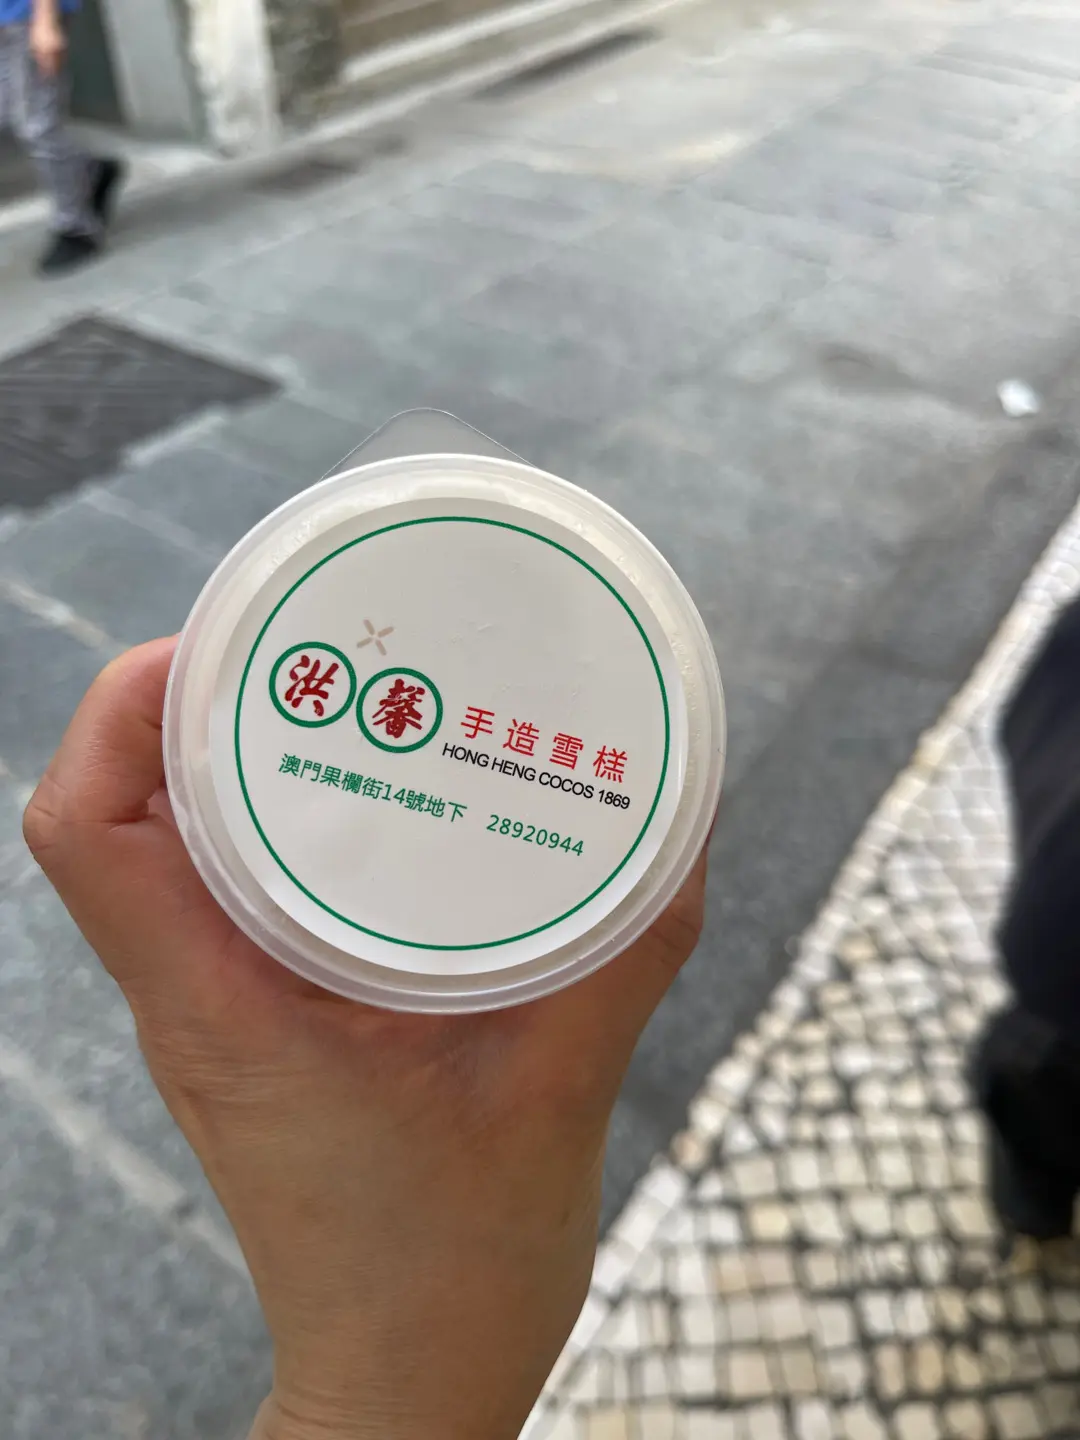 洪馨 手造雪糕
HONG HENG COCOS 1869
澳門果欄街14號地下 28920944